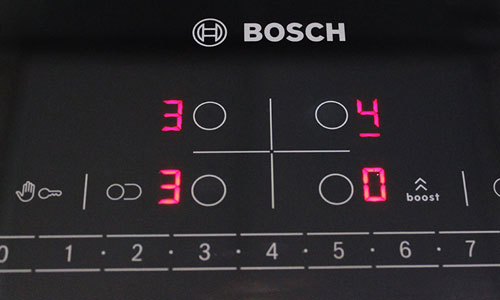 BOSCH
3 4
3 0 boost
0 1 · 2 · 3 · 4 · 5 · 6 · 7